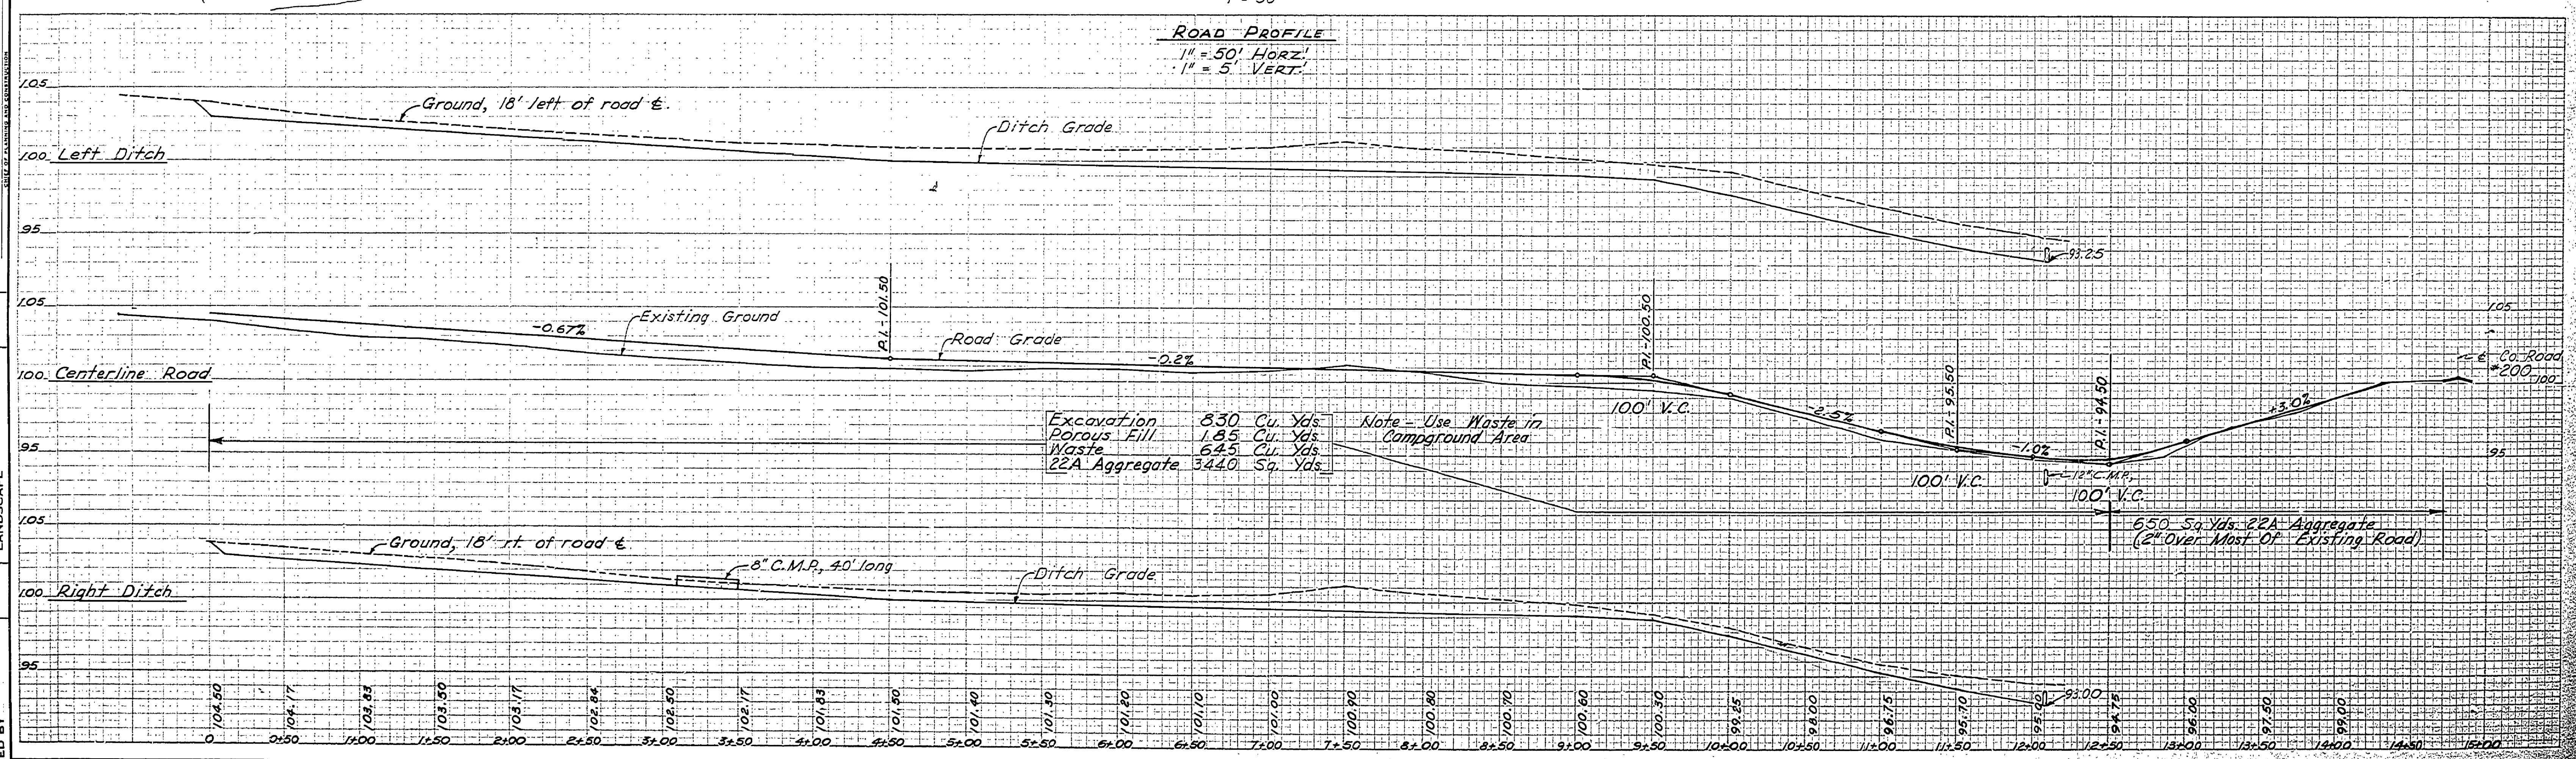 ROAD PROFILE
1" = 50' HORZ.
1" = 5' VERT.
105
Ground, 18' left of road ℄.
Ditch Grade
100 Left Ditch
95
93.25
105
P.I.-101.50
P.I.-100.50
105
-0.67%
Existing Ground
Road Grade
-0.2%
P.I.-95.50
P.I.-94.50
℄ Co. Road
#200
100 Centerline Road
100
-2.5%
+3.0%
100' V.C.
Excavation 830 Cu. Yds.
Porous Fill 185 Cu. Yds.
Waste 645 Cu. Yds.
22A Aggregate 3440 Sq. Yds.
Note - Use Waste in
Campground Area
-1.0%
95
95
12" C.M.P.
100' V.C.
100' V.C.
105
650 Sq. Yds. 22A Aggregate
(2" Over Most Of Existing Road)
Ground, 18' rt. of road ℄
8" C.M.P., 40' long
Ditch Grade
100 Right Ditch
95
93.00
104.50 104.17 103.83 103.50 103.17 102.84 102.50 102.17 101.83 101.50 101.40 101.30 101.20 101.10 101.00 100.90 100.80 100.70 100.60 100.30 99.25 98.00 96.75 95.70 95.00 94.75 96.00 97.50 99.00
0 0+50 1+00 1+50 2+00 2+50 3+00 3+50 4+00 4+50 5+00 5+50 6+00 6+50 7+00 7+50 8+00 8+50 9+00 9+50 10+00 10+50 11+00 11+50 12+00 12+50 13+00 13+50 14+00 14+50 15+00
CHIEF OF PLANNING AND CONSTRUCTION
LANDSCAPE
ED BY